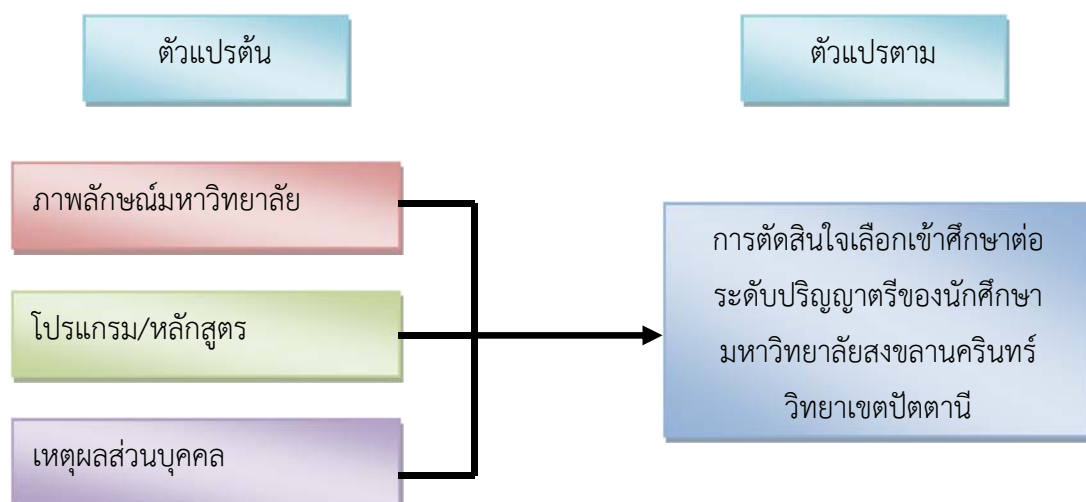 ตัวแปรต้น
ตัวแปรตาม
ภาพลักษณ์มหาวิทยาลัย
โปรแกรม/หลักสูตร
เหตุผลส่วนบุคคล
การตัดสินใจเลือกเข้าศึกษาต่อ
ระดับปริญญาตรีของนักศึกษา
มหาวิทยาลัยสงขลานครินทร์
วิทยาเขตปัตตานี